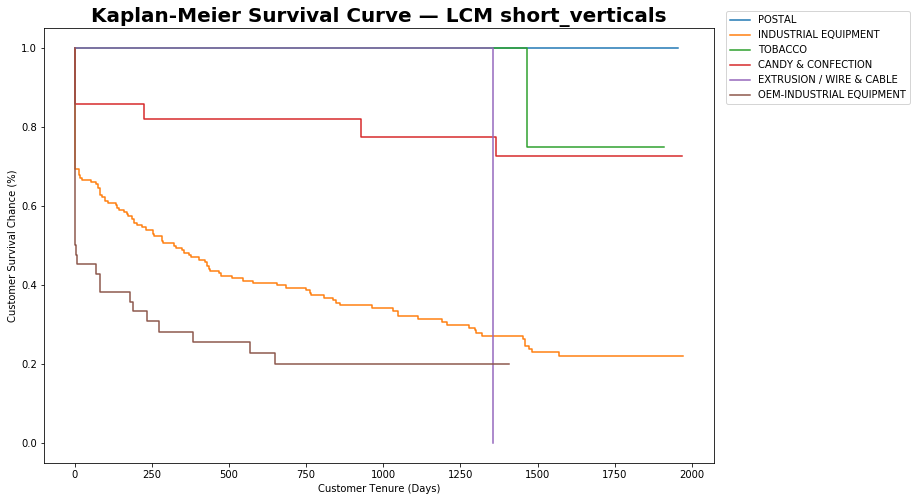 Kaplan-Meier Survival Curve — LCM short_verticals
POSTAL
INDUSTRIAL EQUIPMENT
TOBACCO
CANDY & CONFECTION
EXTRUSION / WIRE & CABLE
OEM-INDUSTRIAL EQUIPMENT
Customer Survival Chance (%)
1.0
0.8
0.6
0.4
0.2
0.0
0
250
500
750
1000
1250
1500
1750
2000
Customer Tenure (Days)